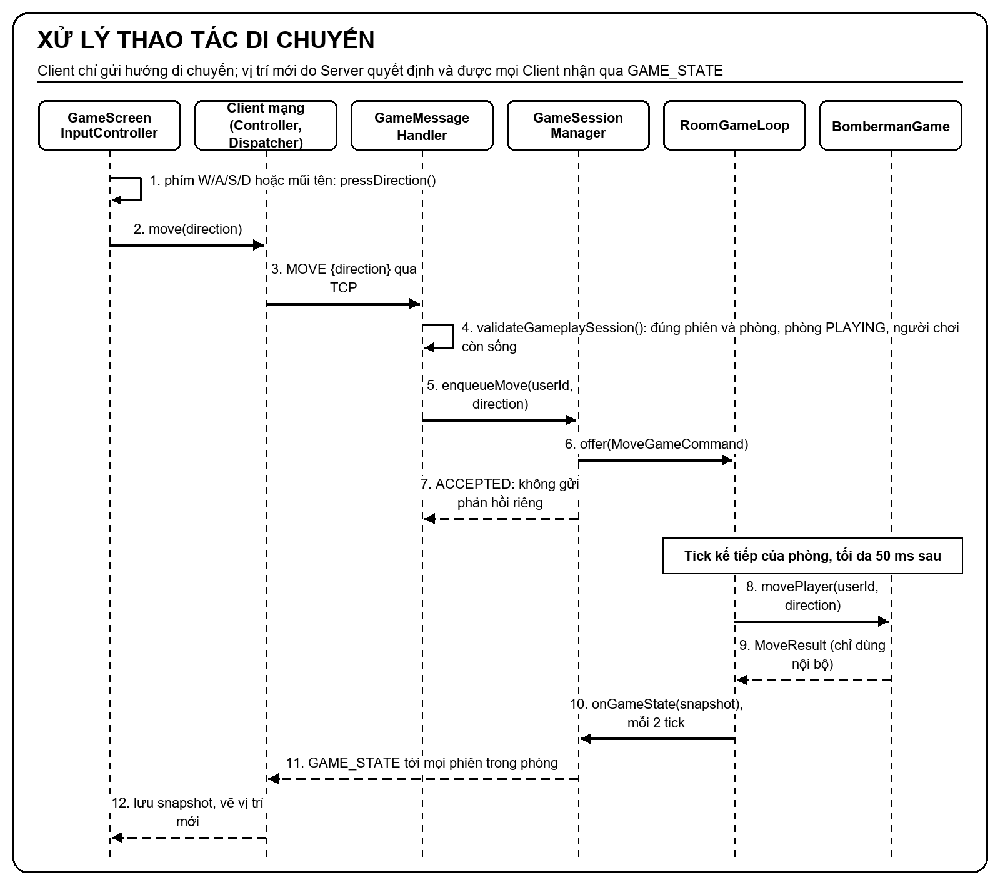 XỬ LÝ THAO TÁC DI CHUYỂN
Client chỉ gửi hướng di chuyển; vị trí mới do Server quyết định và được mọi Client nhận qua GAME_STATE
GameScreen
InputController
Client mạng
(Controller,
Dispatcher)
GameMessage
Handler
GameSession
Manager
RoomGameLoop
BombermanGame
1. phím W/A/S/D hoặc mũi tên: pressDirection()
2. move(direction)
3. MOVE {direction} qua
TCP
4. validateGameplaySession(): đúng phiên và phòng, phòng PLAYING, người chơi
còn sống
5. enqueueMove(userId,
direction)
6. offer(MoveGameCommand)
7. ACCEPTED: không gửi
phản hồi riêng
Tick kế tiếp của phòng, tối đa 50 ms sau
8. movePlayer(userId,
direction)
9. MoveResult (chỉ dùng
nội bộ)
10. onGameState(snapshot),
mỗi 2 tick
11. GAME_STATE tới mọi phiên trong phòng
12. lưu snapshot, vẽ vị trí
mới